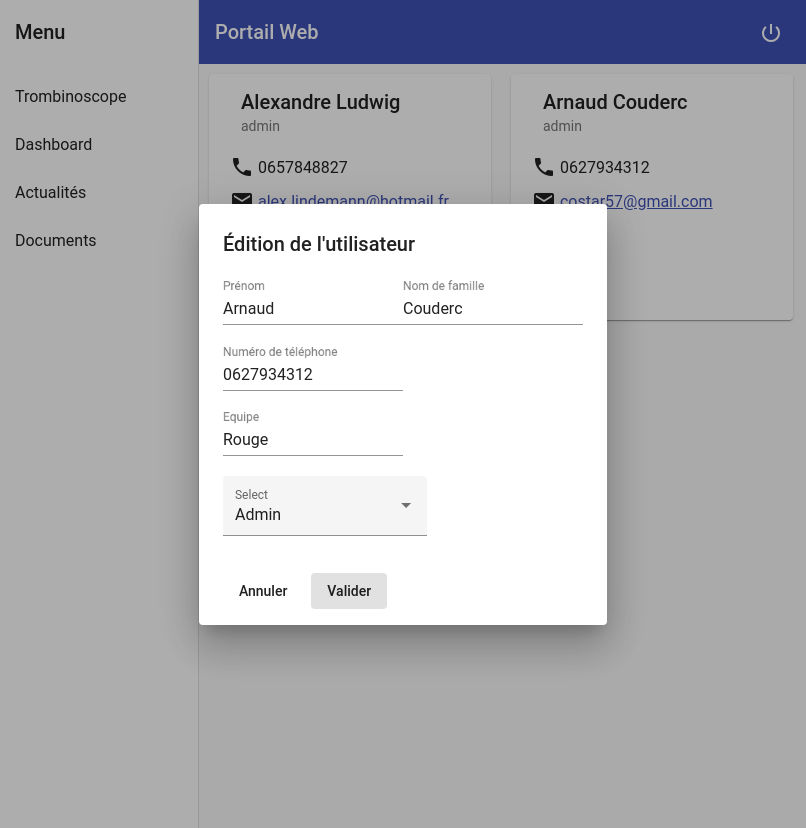 Menu
Portail Web
Trombinoscope
Dashboard
Actualités
Documents
Alexandre Ludwig
admin
0657848827
alex.lindemann@hotmail.fr
Arnaud Couderc
admin
0627934312
costar57@gmail.com
Édition de l'utilisateur
Prénom Nom de famille
Arnaud Couderc
Numéro de téléphone
0627934312
Equipe
Rouge
Select
Admin
Annuler Valider